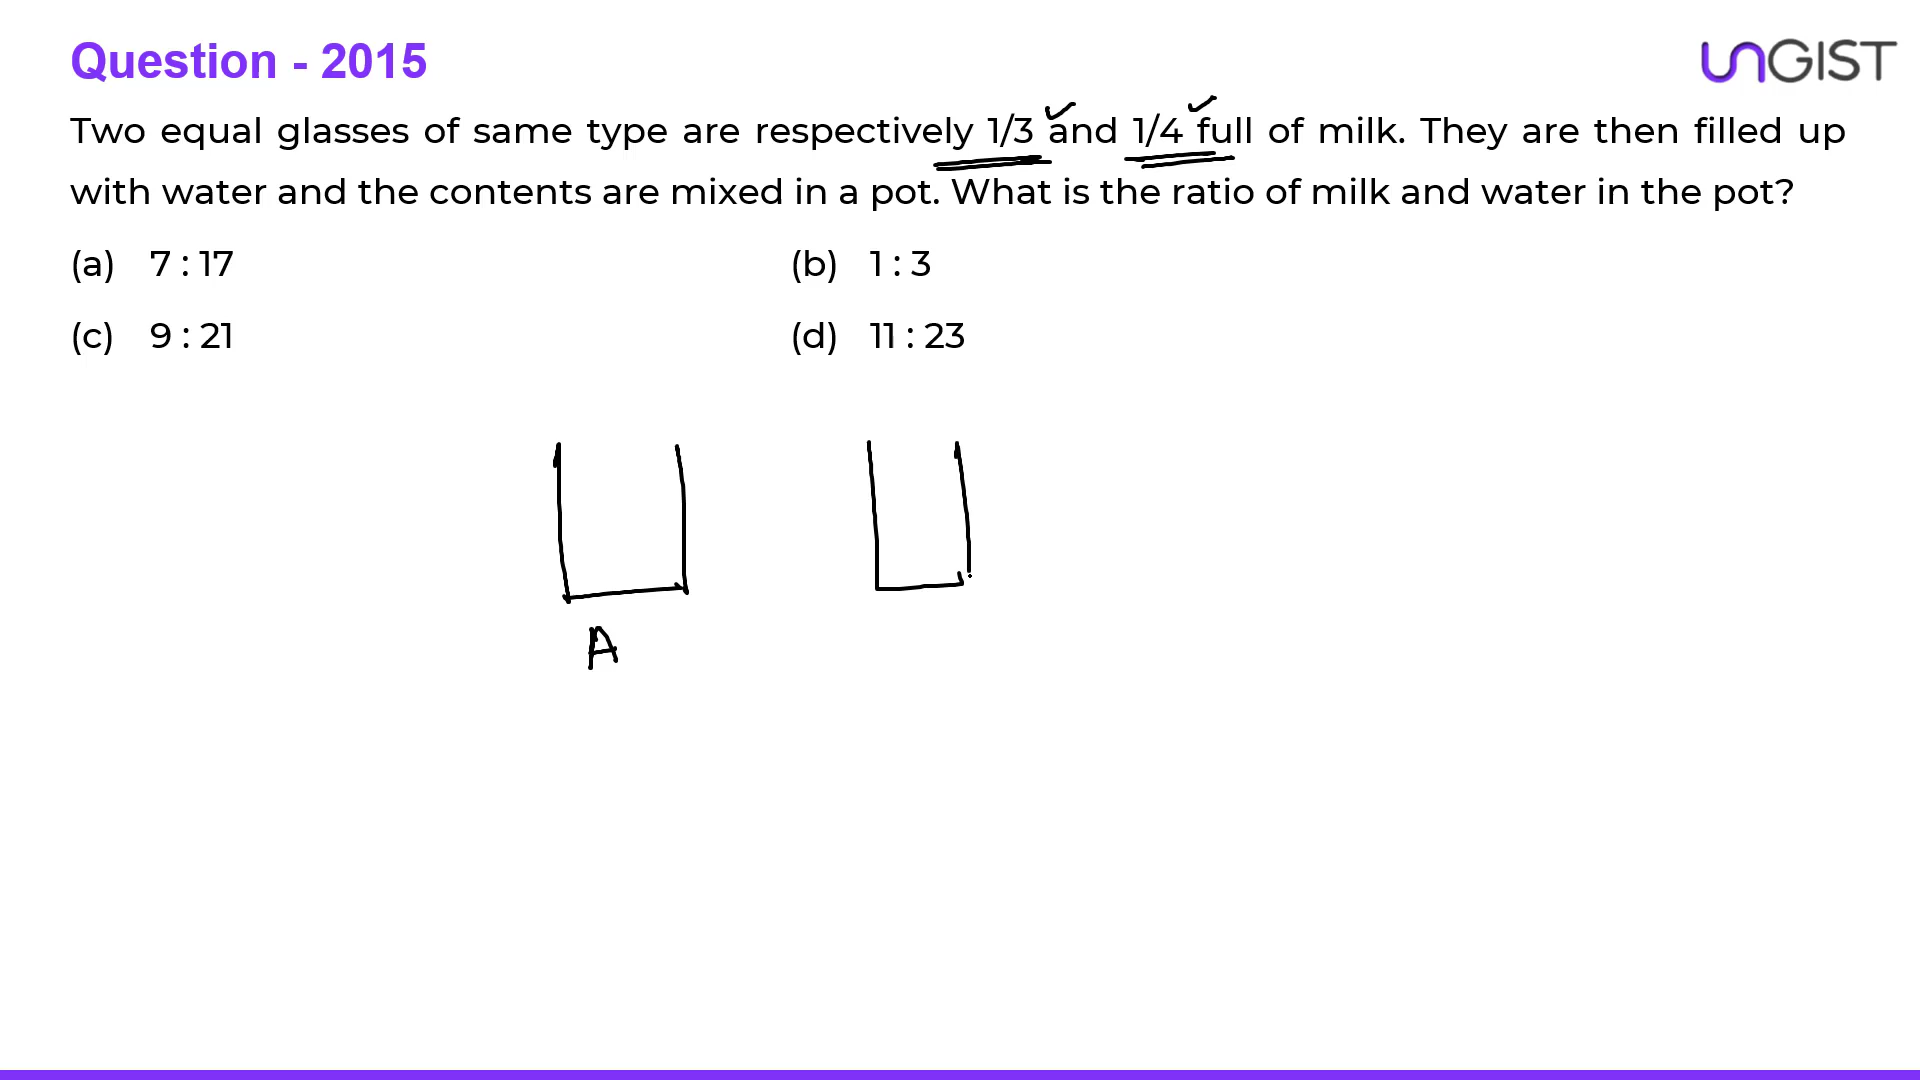 Question - 2015
UNGIST
Two equal glasses of same type are respectively 1/3 and 1/4 full of milk. They are then filled up
with water and the contents are mixed in a pot. What is the ratio of milk and water in the pot?
(a) 7 : 17 (b) 1 : 3
(c) 9 : 21 (d) 11 : 23
A